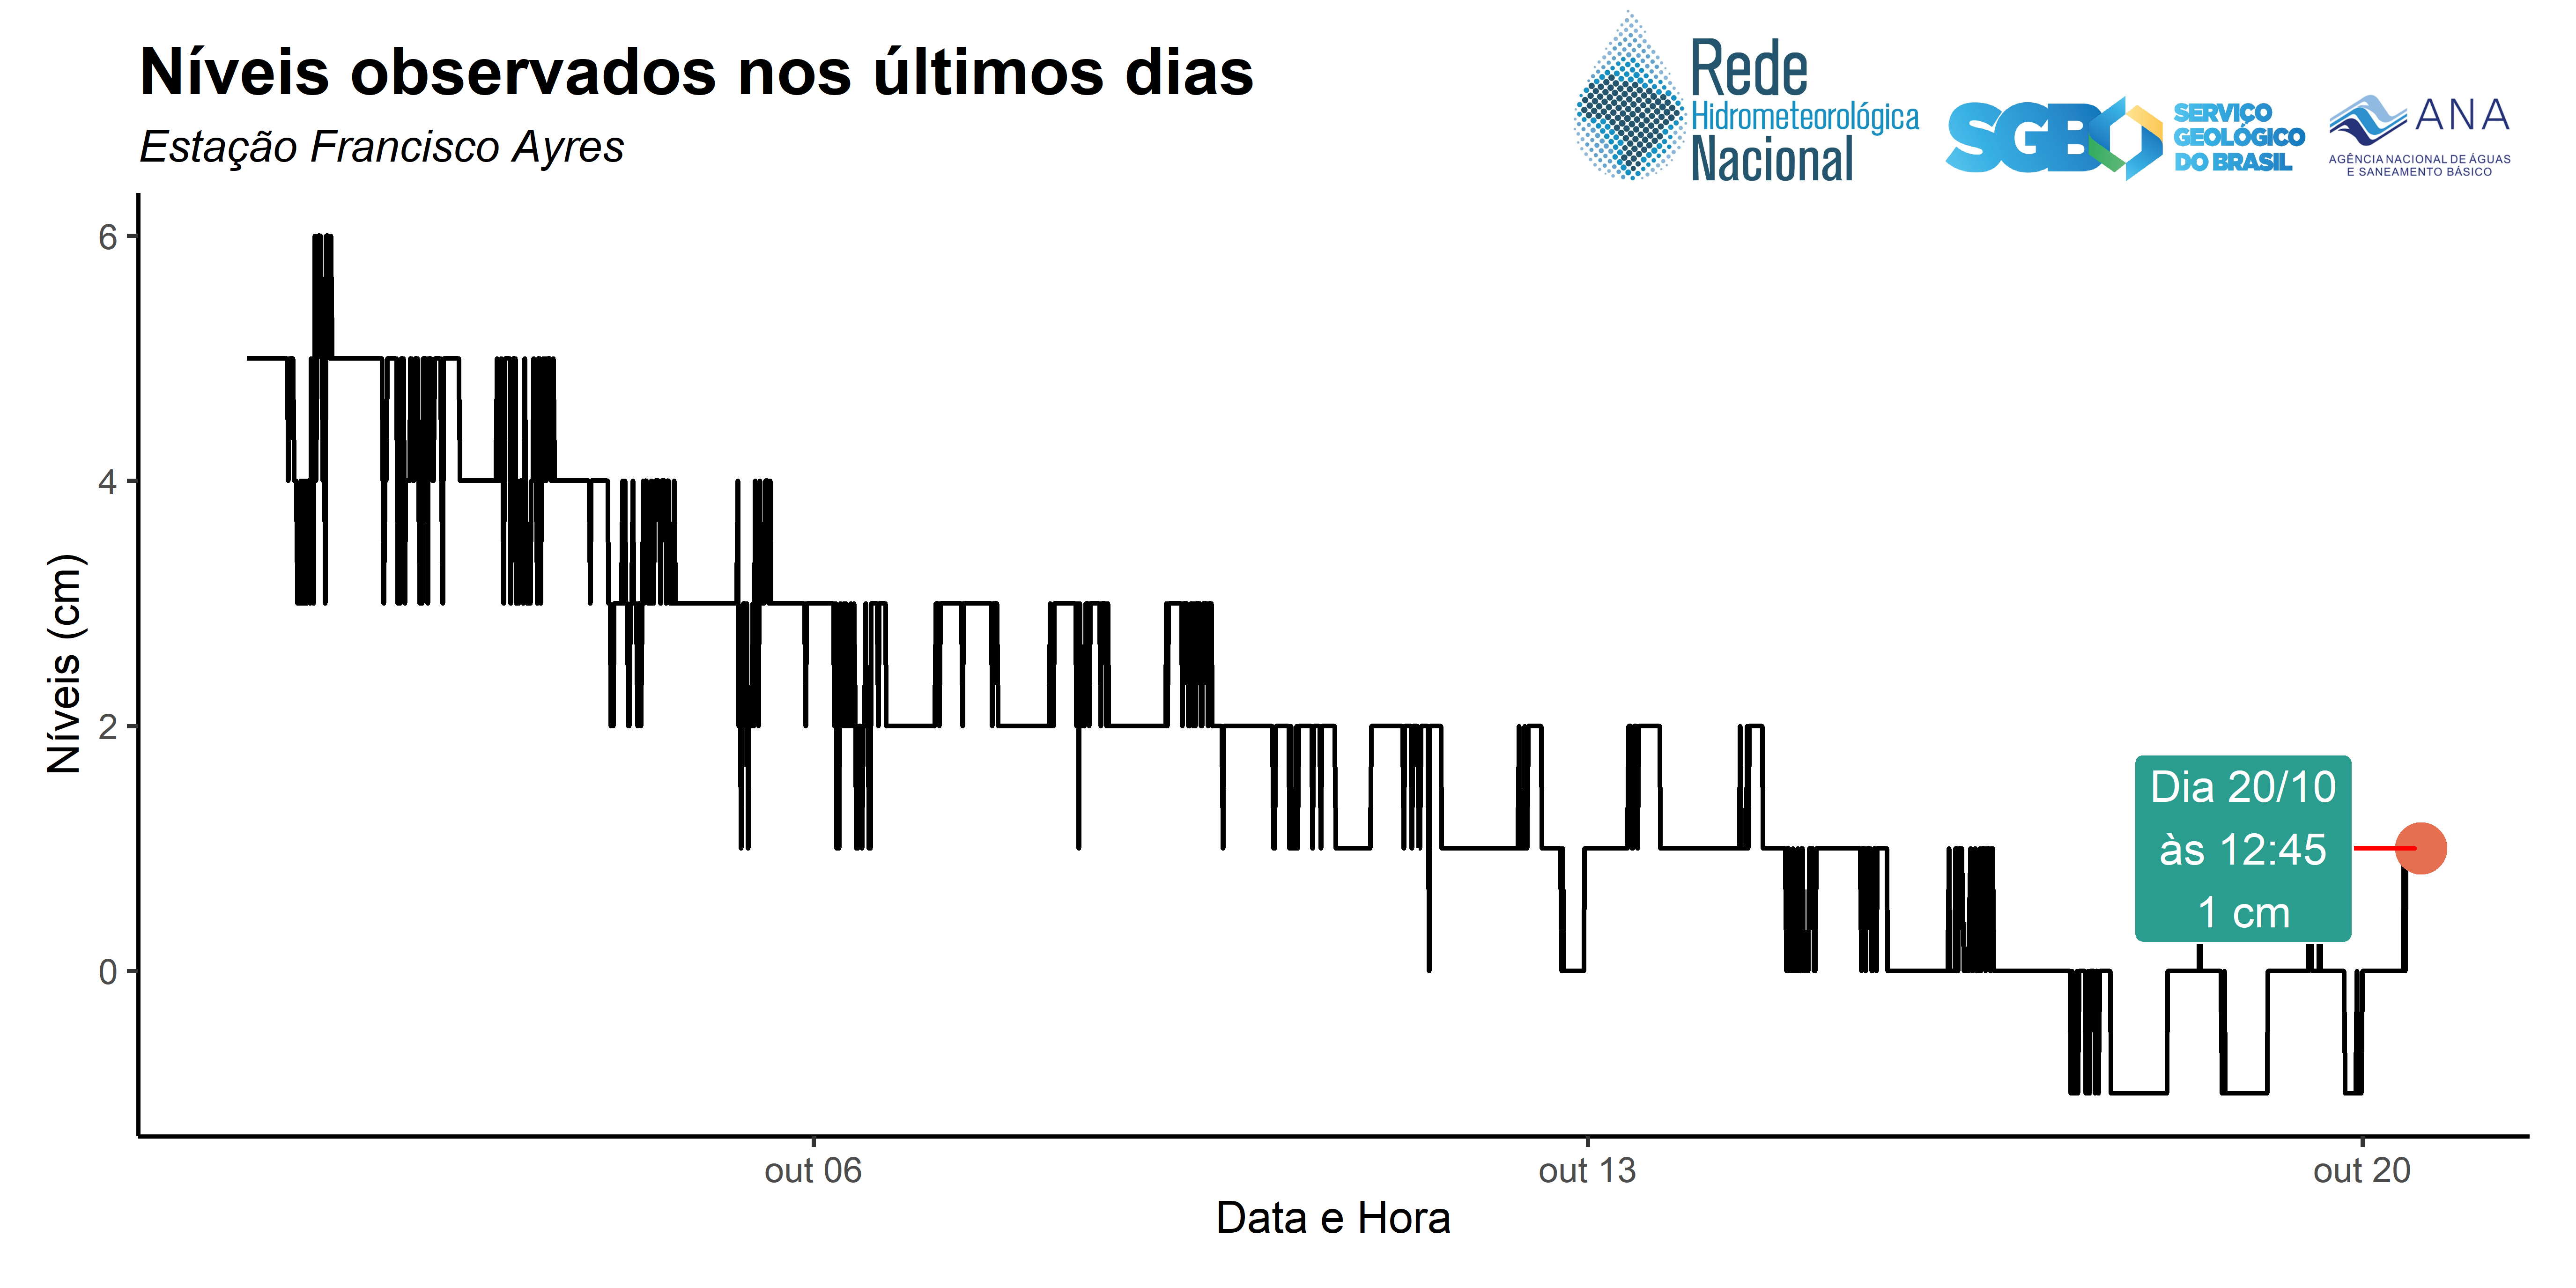 Níveis observados nos últimos dias
Estação Francisco Ayres
Rede
Hidrometeorológica
Nacional
SGB
SERVIÇO
GEOLÓGICO
DO BRASIL
ANA
AGÊNCIA NACIONAL DE ÁGUAS
E SANEAMENTO BÁSICO
Níveis (cm)
6
4
2
0
Dia 20/10
às 12:45
1 cm
out 06
out 13
out 20
Data e Hora